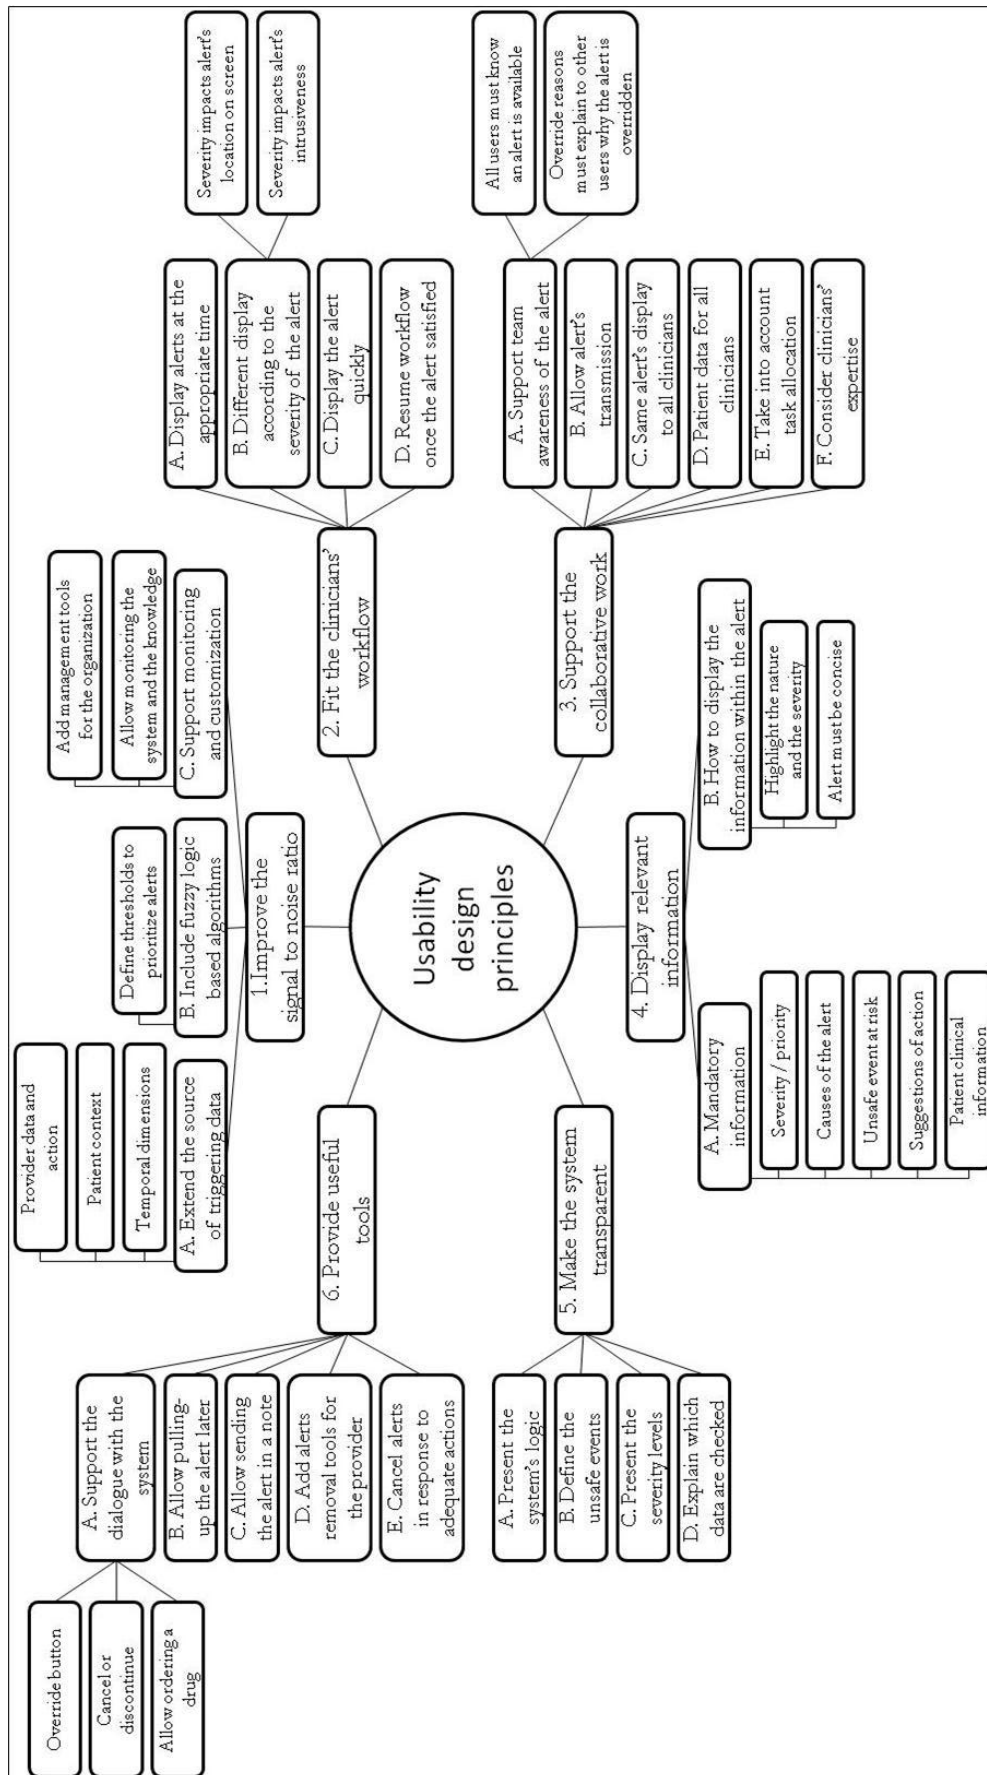 Usability
design
principles
1.Improve the
signal to noise ratio
A. Extend the source
of triggering data
Provider data and
action
Patient context
Temporal dimensions
B. Include fuzzy logic
based algorithms
Define thresholds to
prioritize alerts
C. Support monitoring
and customization
Add management tools
for the organization
Allow monitoring the
system and the knowledge
2. Fit the clinicians’
workflow
A. Display alerts at the
appropriate time
B. Different display
according to the
severity of the alert
Severity impacts alert’s
location on screen
Severity impacts alert’s
intrusiveness
C. Display the alert
quickly
D. Resume workflow
once the alert satisfied
3. Support the
collaborative work
A. Support team
awareness of the alert
All users must know
an alert is available
Override reasons
must explain to other
users why the alert is
overridden
B. Allow alert’s
transmission
C. Same alert’s display
to all clinicians
D. Patient data for all
clinicians
E. Take into account
task allocation
F. Consider clinicians’
expertise
4. Display relevant
information
A. Mandatory
information
Severity / priority
Causes of the alert
Unsafe event at risk
Suggestions of action
Patient clinical
information
B. How to display the
information within the alert
Highlight the nature
and the severity
Alert must be concise
5. Make the system
transparent
A. Present the
system’s logic
B. Define the
unsafe events
C. Present the
severity levels
D. Explain which
data are checked
6. Provide useful
tools
A. Support the
dialogue with the
system
Override button
Cancel or
discontinue
Allow ordering a
drug
B. Allow pulling-
up the alert later
C. Allow sending
the alert in a note
D. Add alerts
removal tools for
the provider
E. Cancel alerts
in response to
adequate actions